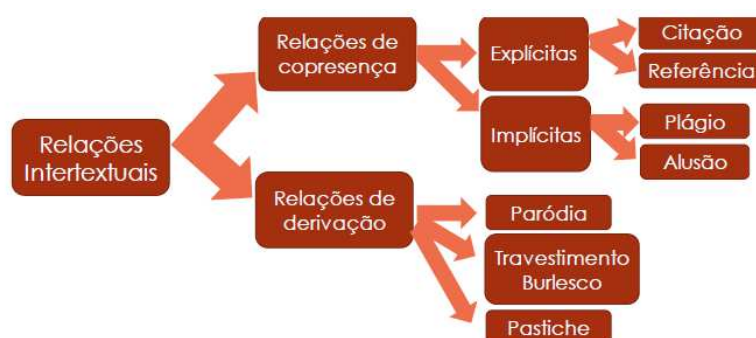 Relações
Intertextuais
Relações de
copresença
Explícitas
Citação
Referência
Implícitas
Plágio
Alusão
Relações de
derivação
Paródia
Travestimento
Burlesco
Pastiche